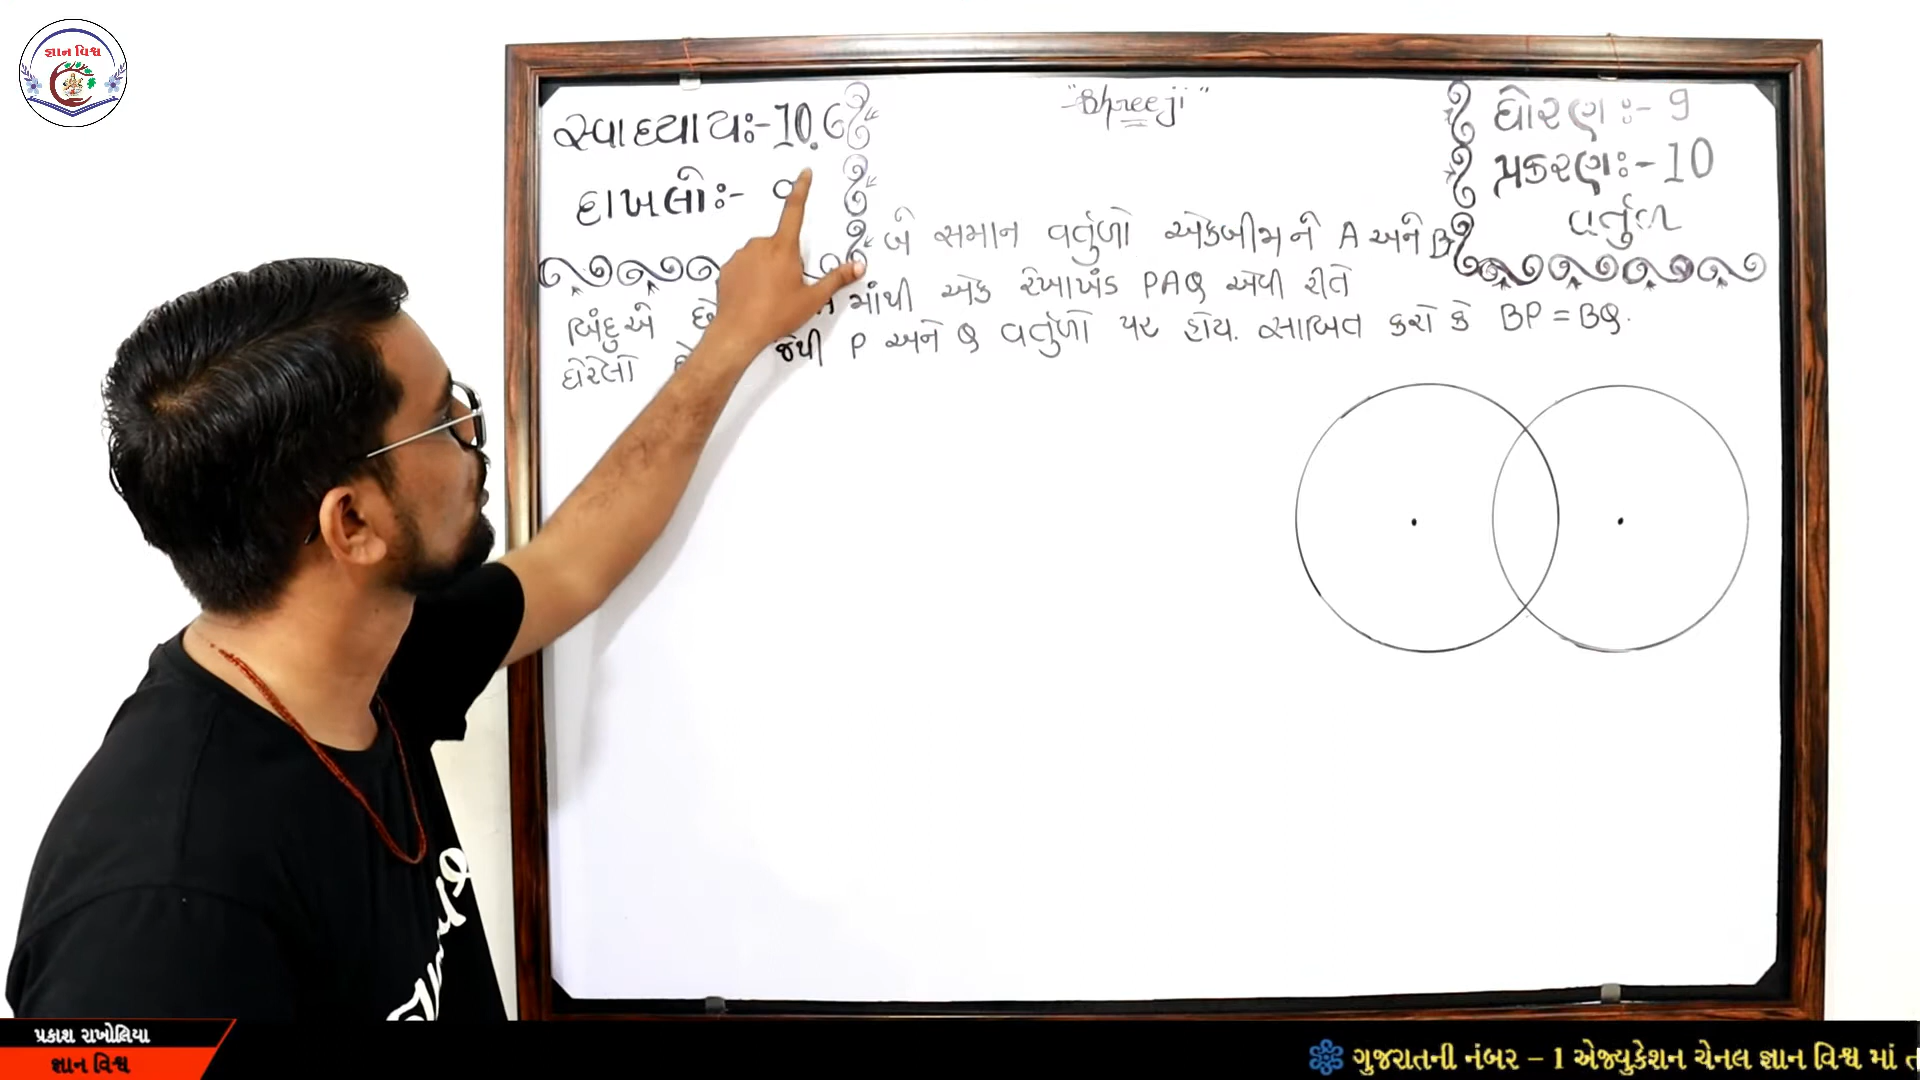 જ્ઞાન વિશ્વ
સ્વાધ્યાયઃ-10.6
દાખલોઃ- 9
"Shreeji"
ધોરણઃ- 9
પ્રકરણઃ-10
વર્તુળ
બે સમાન વર્તુળો એકબીજાને A અને B
બિંદુએ માંથી એક રેખાખંડ PAQ એવી રીતે
દોરેલો જેથી P અને Q વર્તુળો પર હોય. સાબિત કરો કે BP = BQ.
પ્રકાશ રાખોલિયા
જ્ઞાન વિશ્વ
ગુજરાતની નંબર – 1 એજ્યુકેશન ચેનલ જ્ઞાન વિશ્વ માં